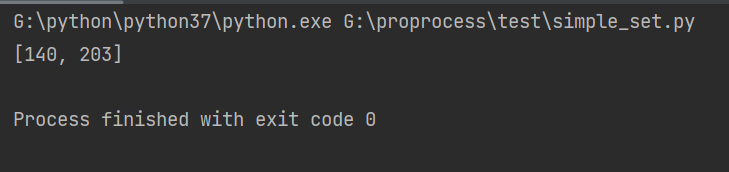 G:\python\python37\python.exe G:\proprocess\test\simple_set.py
[140, 203]
Process finished with exit code 0